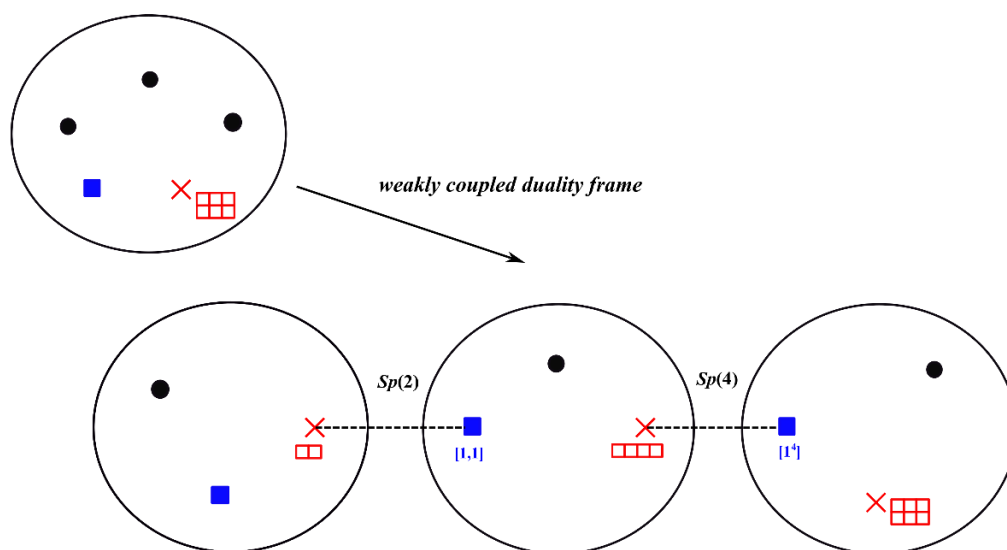 weakly coupled duality frame
Sp(2)
Sp(4)
[1,1]
[1⁴]